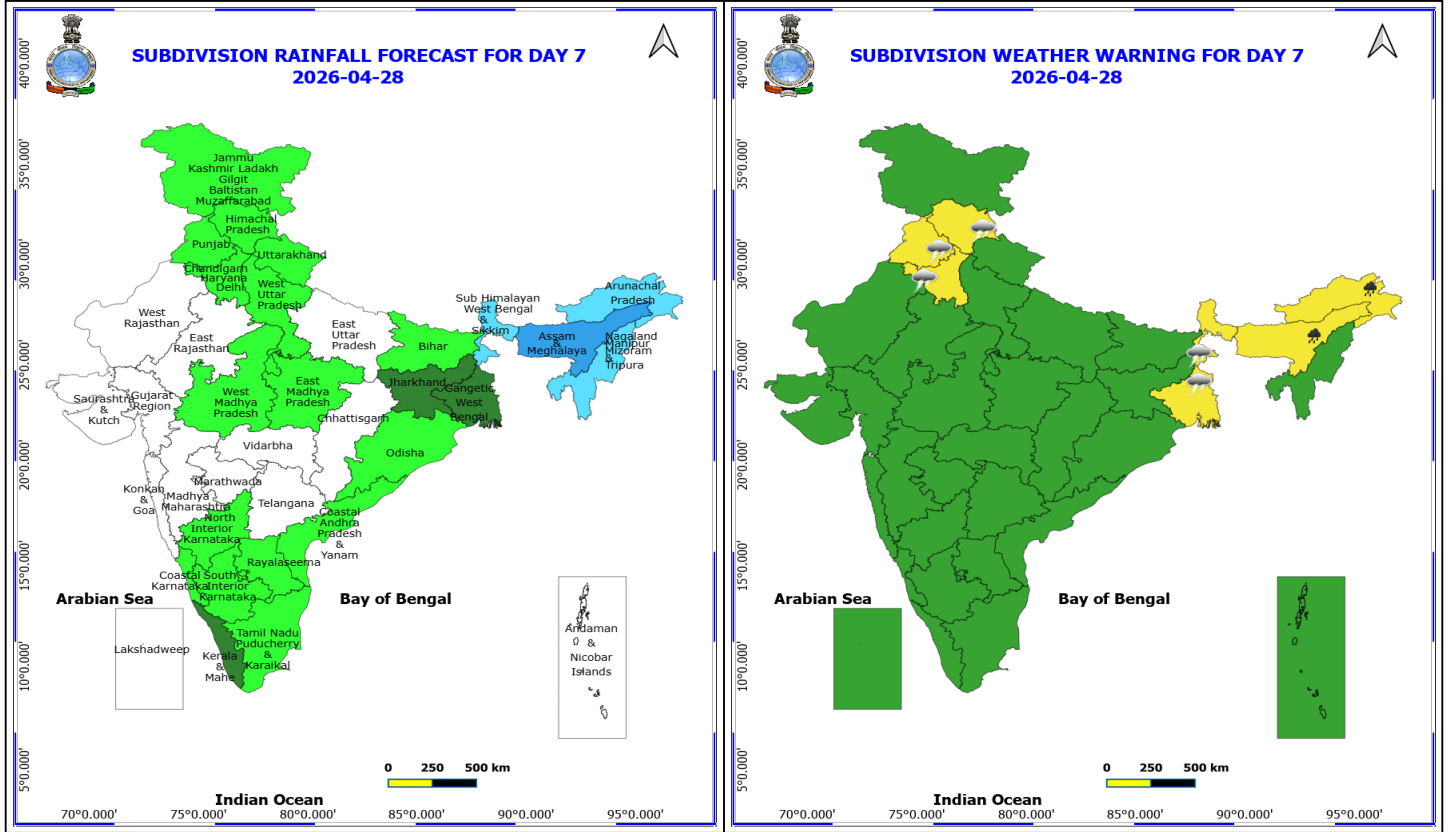 SUBDIVISION RAINFALL FORECAST FOR DAY 7
2026-04-28
40°0.000'
35°0.000'
30°0.000'
25°0.000'
20°0.000'
15°0.000'
10°0.000'
5°0.000'
Jammu
Kashmir Ladakh
Gilgit
Baltistan
Muzaffarabad
Himachal
Pradesh
Punjab
Uttarakhand
Chandigarh
Haryana
Delhi
West
Uttar
Pradesh
West
Rajasthan
East
Rajasthan
East
Uttar
Pradesh
Bihar
Sub Himalayan
West Bengal
&
Sikkim
Arunachal
Pradesh
Assam
&
Meghalaya
Nagaland
Manipur
Mizoram
&
Tripura
Jharkhand
Gangetic
West
Bengal
Saurashtra
&
Kutch
Gujarat
Region
West
Madhya
Pradesh
East
Madhya
Pradesh
Chhattisgarh
Vidarbha
Odisha
Konkan
&
Goa
Madhya
Maharashtra
Marathwada
Telangana
North
Interior
Karnataka
Coastal
Andhra
Pradesh
&
Yanam
Rayalaseema
Coastal
Karnataka
South
Interior
Karnataka
Tamil Nadu
Puducherry
&
Karaikal
Kerala
&
Mahe
Lakshadweep
Andaman
&
Nicobar
Islands
Arabian Sea
Bay of Bengal
Indian Ocean
0 250 500 km
70°0.000' 75°0.000' 80°0.000' 85°0.000' 90°0.000' 95°0.000'
SUBDIVISION WEATHER WARNING FOR DAY 7
2026-04-28
40°0.000'
35°0.000'
30°0.000'
25°0.000'
20°0.000'
15°0.000'
10°0.000'
5°0.000'
Arabian Sea
Bay of Bengal
Indian Ocean
0 250 500 km
70°0.000' 75°0.000' 80°0.000' 85°0.000' 90°0.000' 95°0.000'